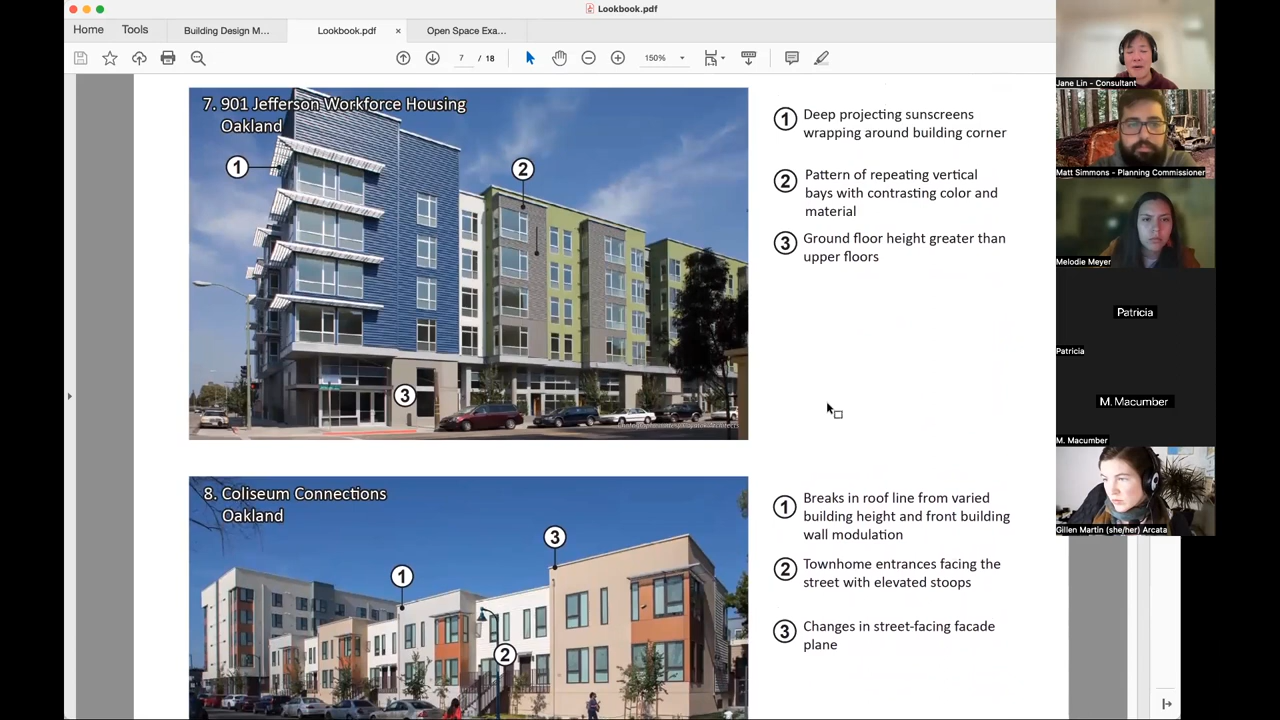 Lookbook.pdf
Home
Tools
Building Design M...
Lookbook.pdf
×
Open Space Exa...
7 / 18
150%
7. 901 Jefferson Workforce Housing
Oakland
1
2
3
1 Deep projecting sunscreens
wrapping around building corner
2 Pattern of repeating vertical
bays with contrasting color and
material
3 Ground floor height greater than
upper floors
8. Coliseum Connections
Oakland
1
2
3
1 Breaks in roof line from varied
building height and front building
wall modulation
2 Townhome entrances facing the
street with elevated stoops
3 Changes in street-facing facade
plane
Jane Lin - Consultant
Matt Simmons - Planning Commissioner
Melodie Meyer
Patricia
Patricia
M. Macumber
M. Macumber
Gillen Martin (she/her) Arcata